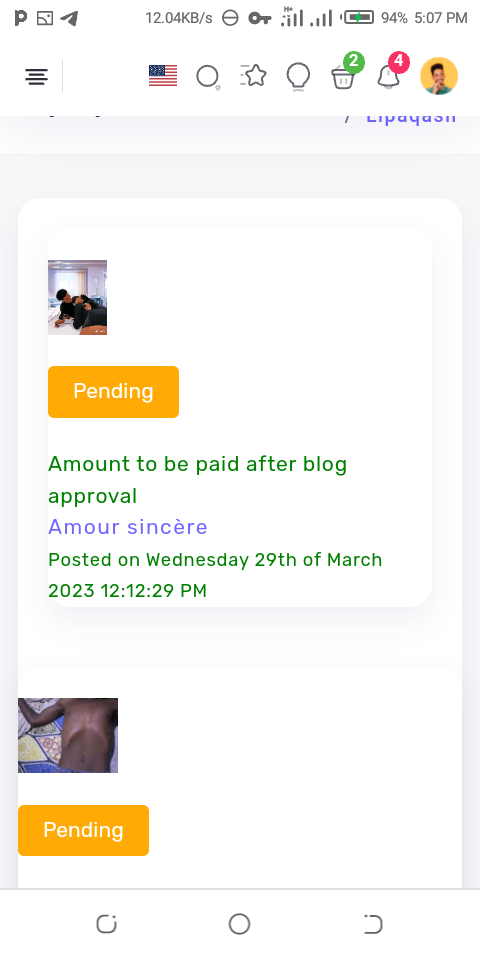 12.04KB/s 94% 5:07 PM
2 4
/ Lipaqash
Pending
Amount to be paid after blog
approval
Amour sincère
Posted on Wednesday 29th of March
2023 12:12:29 PM
Pending